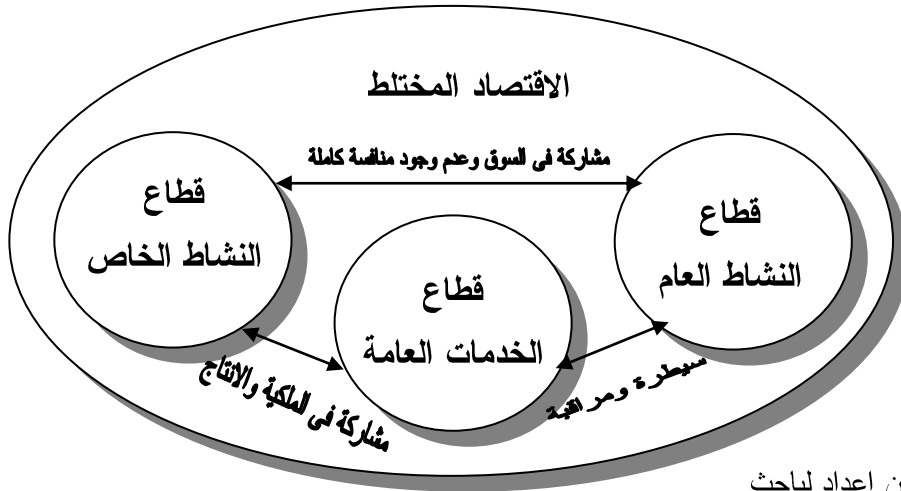 الاقتصاد المختلط
مشاركة فى السوق وعدم وجود منافسة كاملة
قطاع
النشاط العام
قطاع
النشاط الخاص
قطاع
الخدمات العامة
سيطرة ومراقبة
مشاركة فى الملكية والانتاج
اعداد لباحث